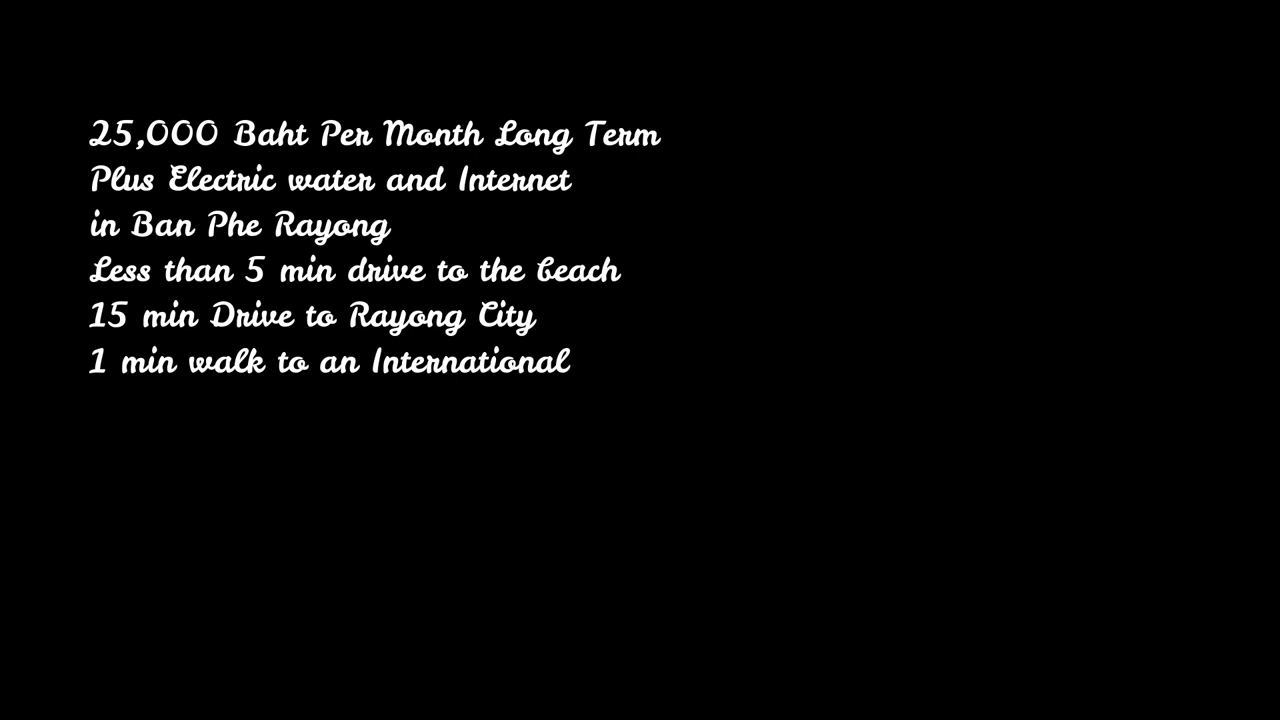 25,000 Baht Per Month Long Term
Plus Electric water and Internet
in Ban Phe Rayong
Less than 5 min drive to the beach
15 min Drive to Rayong City
1 min walk to an International